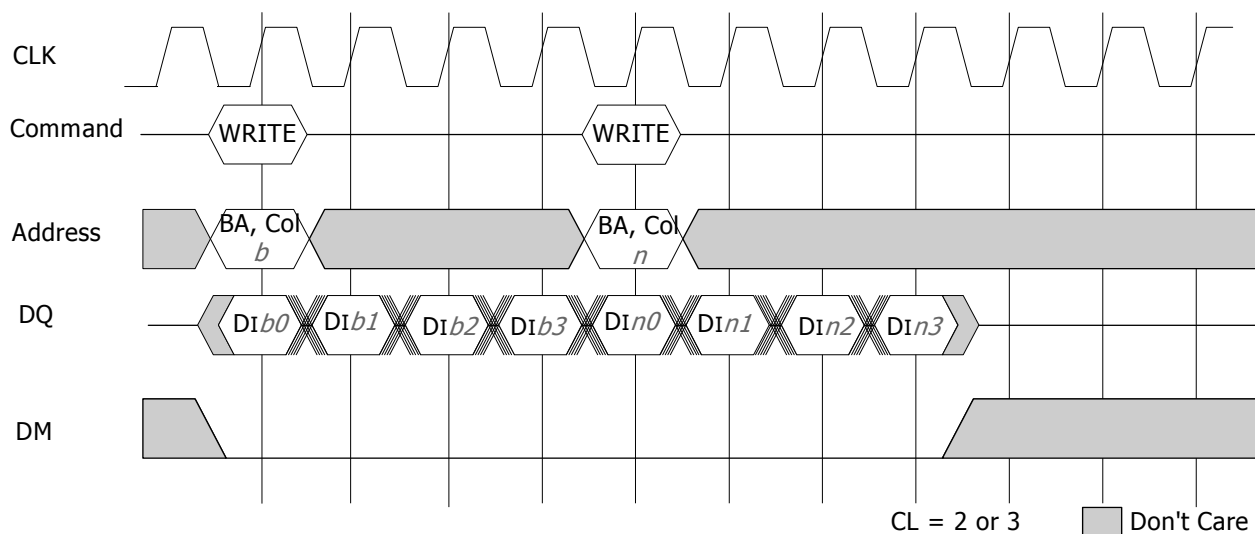 CLK
Command WRITE WRITE
Address BA, Col BA, Col
b n
DQ DIb0 DIb1 DIb2 DIb3 DIn0 DIn1 DIn2 DIn3
DM
CL = 2 or 3 Don't Care